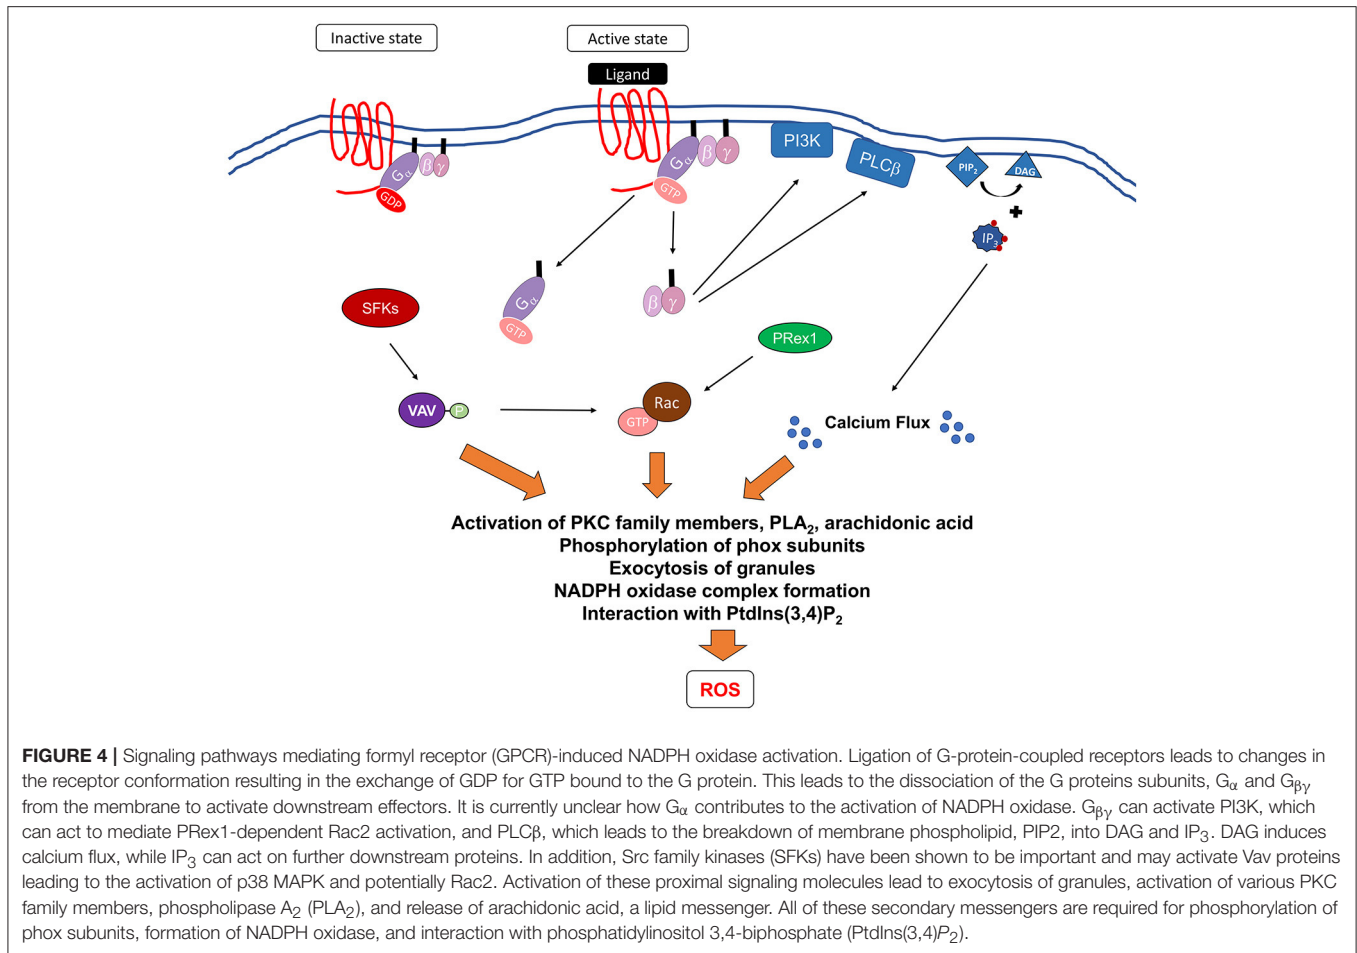 Inactive state
Active state
Ligand
Gα
β
γ
GDP
Gα
β
γ
GTP
PI3K
PLCβ
PIP2
DAG
IP3
Gα
GTP
β
γ
SFKs
PRex1
VAV
P
Rac
GTP
Calcium Flux
Activation of PKC family members, PLA2, arachidonic acid
Phosphorylation of phox subunits
Exocytosis of granules
NADPH oxidase complex formation
Interaction with PtdIns(3,4)P2
ROS
FIGURE 4 | Signaling pathways mediating formyl receptor (GPCR)-induced NADPH oxidase activation. Ligation of G-protein-coupled receptors leads to changes in
the receptor conformation resulting in the exchange of GDP for GTP bound to the G protein. This leads to the dissociation of the G proteins subunits, Gα and Gβγ
from the membrane to activate downstream effectors. It is currently unclear how Gα contributes to the activation of NADPH oxidase. Gβγ can activate PI3K, which
can act to mediate PRex1-dependent Rac2 activation, and PLCβ, which leads to the breakdown of membrane phospholipid, PIP2, into DAG and IP3. DAG induces
calcium flux, while IP3 can act on further downstream proteins. In addition, Src family kinases (SFKs) have been shown to be important and may activate Vav proteins
leading to the activation of p38 MAPK and potentially Rac2. Activation of these proximal signaling molecules lead to exocytosis of granules, activation of various PKC
family members, phospholipase A2 (PLA2), and release of arachidonic acid, a lipid messenger. All of these secondary messengers are required for phosphorylation of
phox subunits, formation of NADPH oxidase, and interaction with phosphatidylinositol 3,4-biphosphate (PtdIns(3,4)P2).